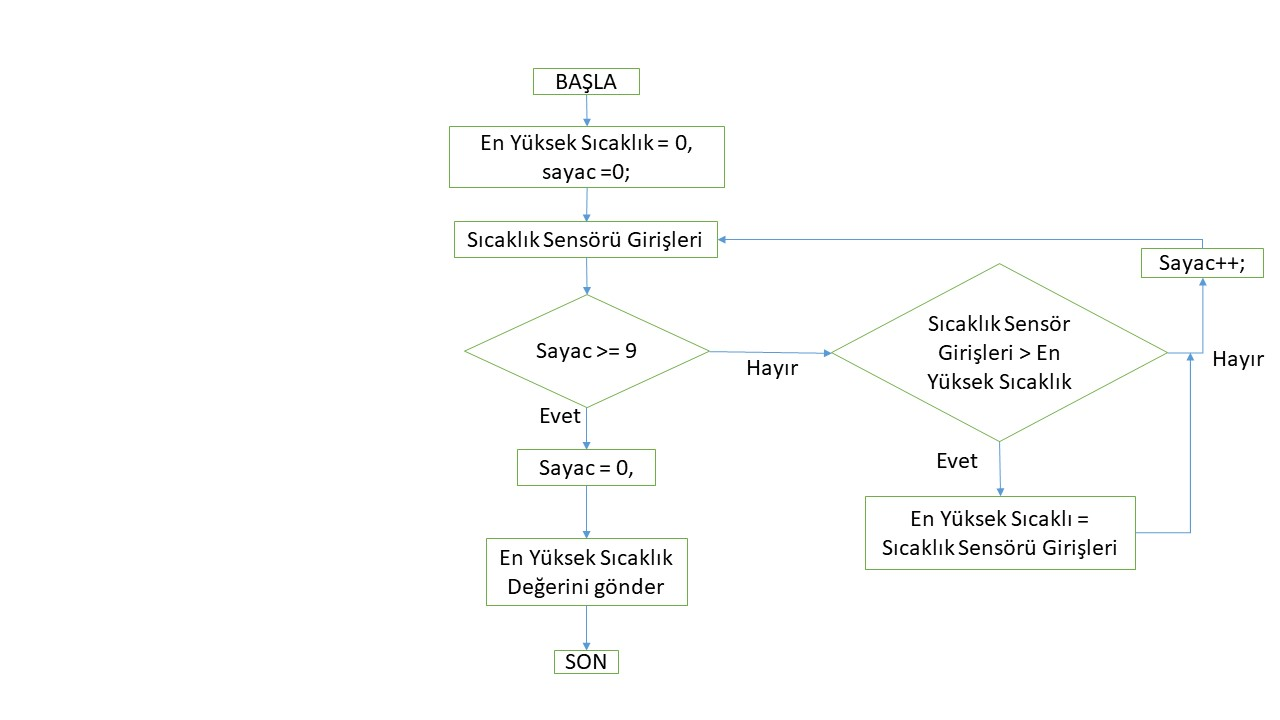 BAŞLA
En Yüksek Sıcaklık = 0,
sayac =0;
Sıcaklık Sensörü Girişleri
Sayac++;
Sayac >= 9
Hayır
Sıcaklık Sensör
Girişleri > En
Yüksek Sıcaklık
Hayır
Evet
Sayac = 0,
Evet
En Yüksek Sıcaklı =
Sıcaklık Sensörü Girişleri
En Yüksek Sıcaklık
Değerini gönder
SON